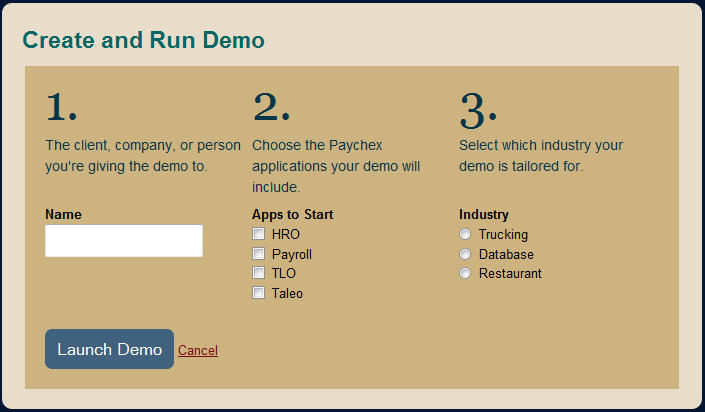 Create and Run Demo
1.
The client, company, or person
you're giving the demo to.
Name
2.
Choose the Paychex
applications your demo will
include.
Apps to Start
HRO
Payroll
TLO
Taleo
3.
Select which industry your
demo is tailored for.
Industry
Trucking
Database
Restaurant
Launch Demo Cancel